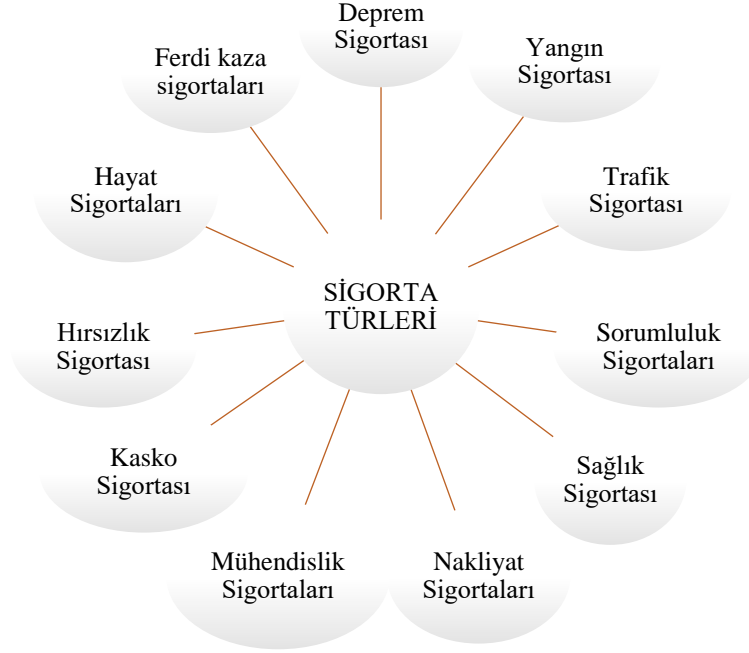 Deprem
Sigortası
Yangın
Sigortası
Trafik
Sigortası
Sorumluluk
Sigortaları
Sağlık
Sigortası
Nakliyat
Sigortaları
Mühendislik
Sigortaları
Kasko
Sigortası
Hırsızlık
Sigortası
Hayat
Sigortaları
Ferdi kaza
sigortaları
SİGORTA
TÜRLERİ